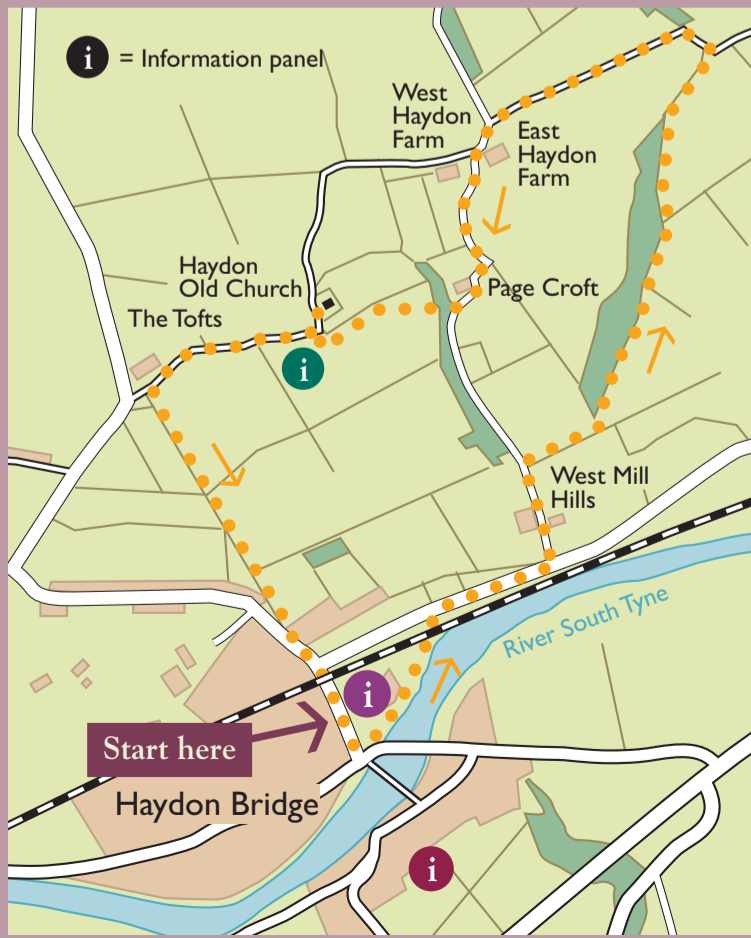 i = Information panel
West
Haydon
Farm
East
Haydon
Farm
Haydon
Old Church
Page Croft
The Tofts
i
West Mill
Hills
River South Tyne
i
Start here
Haydon Bridge
i